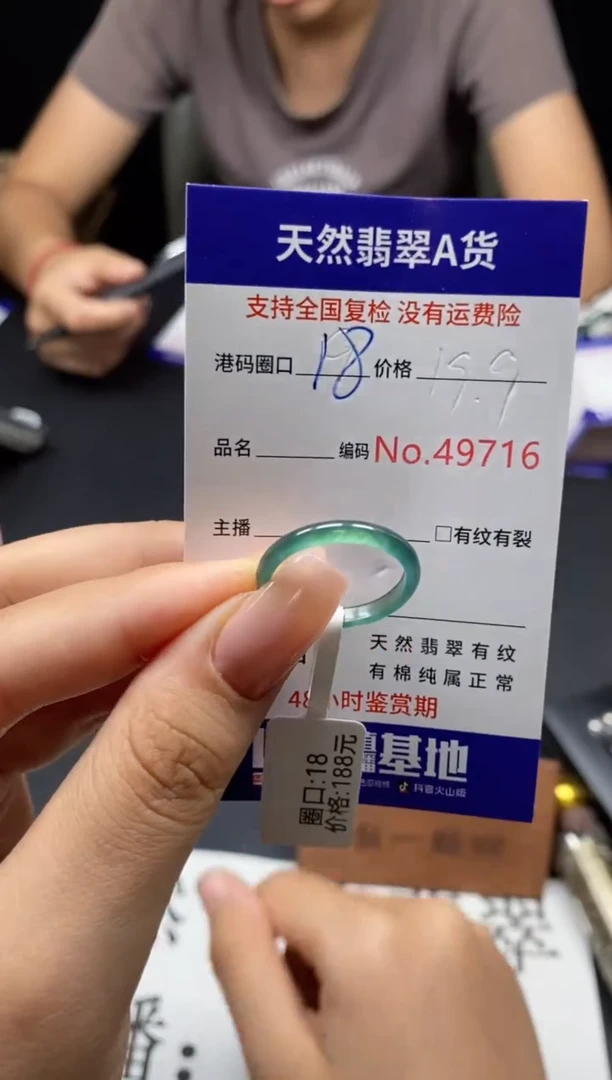 天然翡翠A货
支持全国复检 没有运费险
港码圈口 18 价格 19.9
品名 编码 No.49716
主播 □有纹有裂
天然翡翠有纹
有棉纯属正常
48小时鉴赏期
播基地
抖音火山版
圈口:18
价格:188元
翠
播: